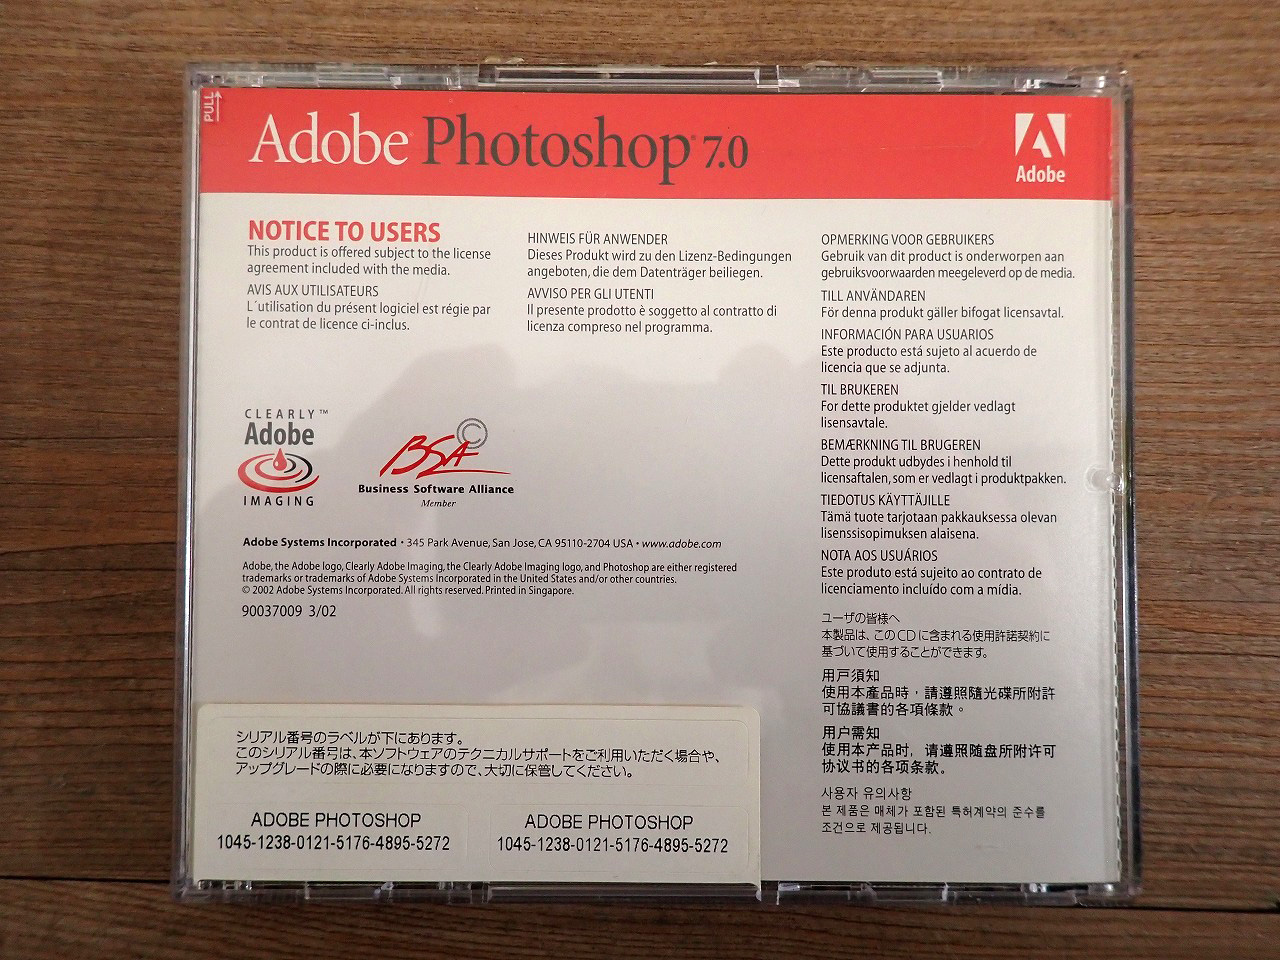 PULL
Adobe Photoshop® 7.0
Adobe
NOTICE TO USERS
This product is offered subject to the license
agreement included with the media.
AVIS AUX UTILISATEURS
L´utilisation du présent logiciel est régie par
le contrat de licence ci-inclus.
HINWEIS FÜR ANWENDER
Dieses Produkt wird zu den Lizenz-Bedingungen
angeboten, die dem Datenträger beiliegen.
AVVISO PER GLI UTENTI
Il presente prodotto è soggetto al contratto di
licenza compreso nel programma.
OPMERKING VOOR GEBRUIKERS
Gebruik van dit product is onderworpen aan
gebruiksvoorwaarden meegeleverd op de media.
TILL ANVÄNDAREN
För denna produkt gäller bifogat licensavtal.
INFORMACIÓN PARA USUARIOS
Este producto está sujeto al acuerdo de
licencia que se adjunta.
TIL BRUKEREN
For dette produktet gjelder vedlagt
lisensavtale.
BEMÆRKNING TIL BRUGEREN
Dette produkt udbydes i henhold til
licensaftalen, som er vedlagt i produktpakken.
TIEDOTUS KÄYTTÄJILLE
Tämä tuote tarjotaan pakkauksessa olevan
lisenssisopimuksen alaisena.
NOTA AOS USUÁRIOS
Este produto está sujeito ao contrato de
licenciamento incluído com a mídia.
ユーザの皆様へ
本製品は、このCDに含まれる使用許諾契約に
基づいて使用することができます。
用戶須知
使用本產品時，請遵照隨光碟所附許
可協議書的各項條款。
用户需知
使用本产品时，请遵照随盘所附许可
协议书的各项条款。
사용자 유의사항
본 제품은 매체가 포함된 특허계약의 준수를
조건으로 제공됩니다.
CLEARLY™
Adobe
IMAGING
BSA ©
Business Software Alliance
Member
Adobe Systems Incorporated • 345 Park Avenue, San Jose, CA 95110-2704 USA • www.adobe.com
Adobe, the Adobe logo, Clearly Adobe Imaging, the Clearly Adobe Imaging logo, and Photoshop are either registered
trademarks or trademarks of Adobe Systems Incorporated in the United States and/or other countries.
© 2002 Adobe Systems Incorporated. All rights reserved. Printed in Singapore.
90037009 3/02
シリアル番号のラベルが下にあります。
このシリアル番号は、本ソフトウェアのテクニカルサポートをご利用いただく場合や、
アップグレードの際に必要になりますので、大切に保管してください。
ADOBE PHOTOSHOP
1045-1238-0121-5176-4895-5272
ADOBE PHOTOSHOP
1045-1238-0121-5176-4895-5272